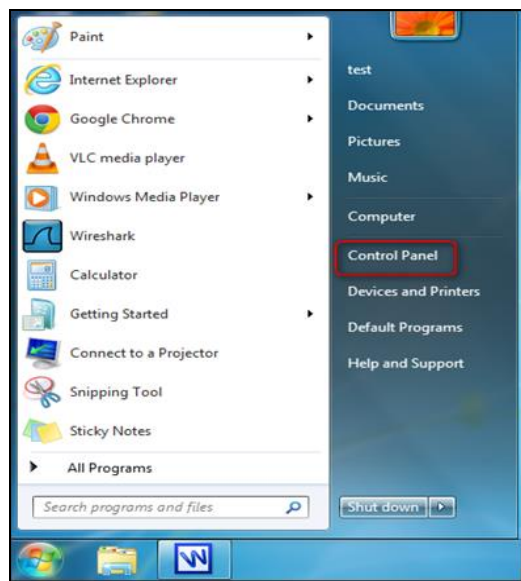 Paint
Internet Explorer
Google Chrome
VLC media player
Windows Media Player
Wireshark
Calculator
Getting Started
Connect to a Projector
Snipping Tool
Sticky Notes
All Programs
Search programs and files
test
Documents
Pictures
Music
Computer
Control Panel
Devices and Printers
Default Programs
Help and Support
Shut down